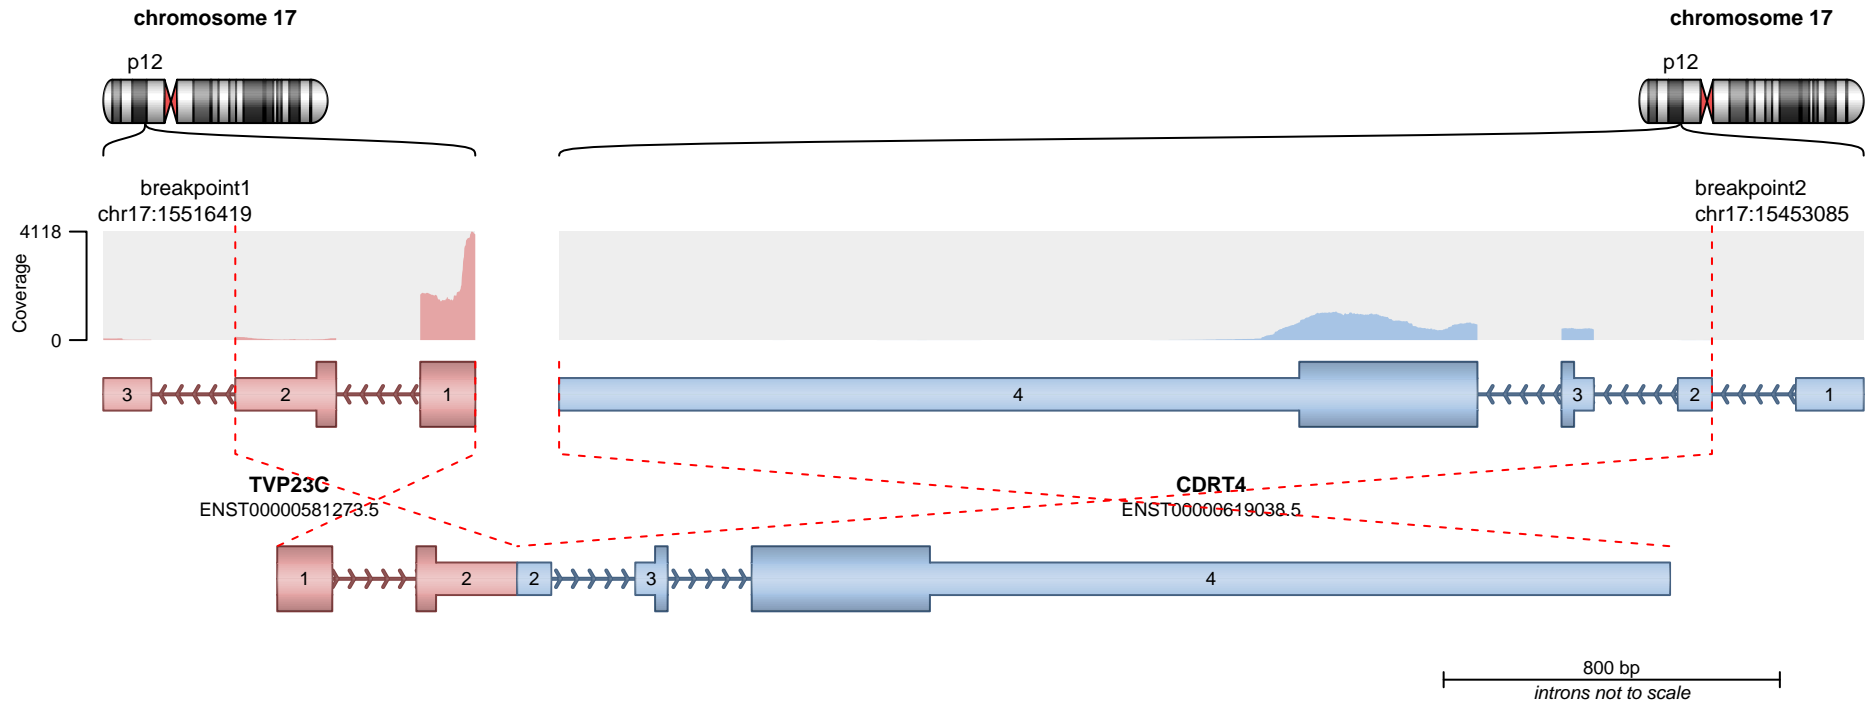 chromosome 17
chromosome 17
p12
p12
breakpoint1
chr17:15516419
breakpoint2
chr17:15453085
4118
Coverage
0
3
2
1
4
3
2
1
TVP23C
ENST00000581273.5
CDRT4
ENST00000619038.5
1
2
2
3
4
800 bp
introns not to scale